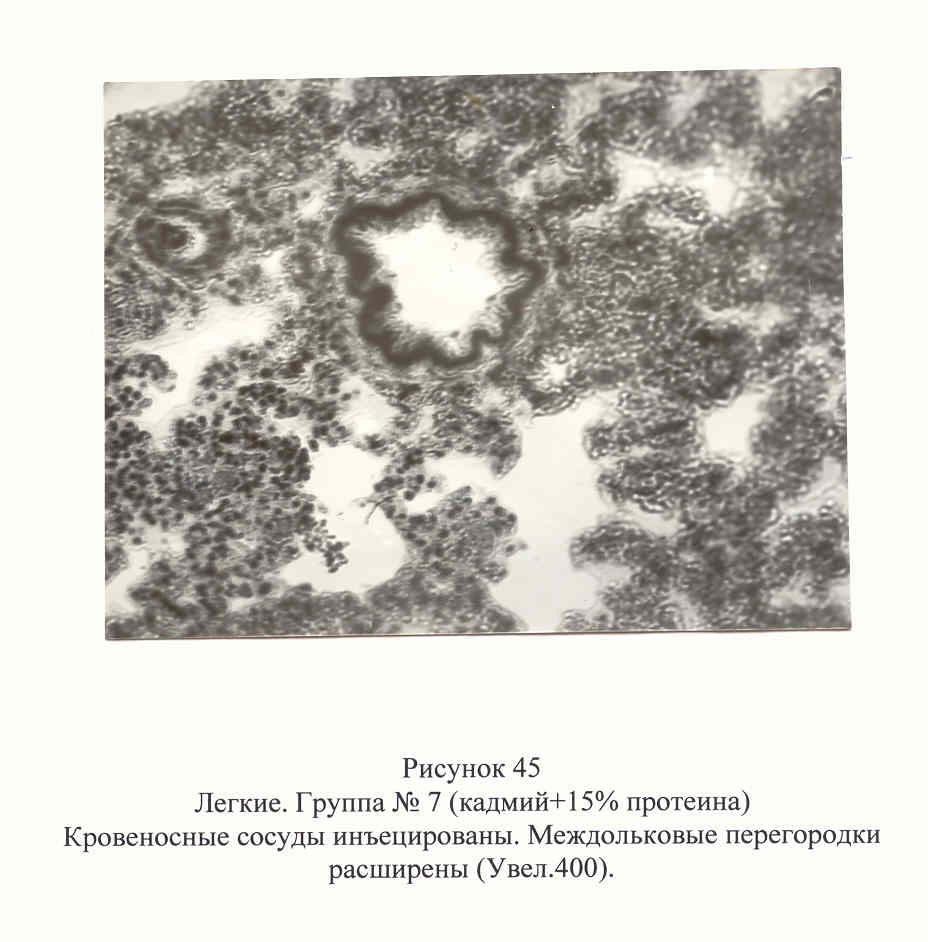 Рисунок 45
Легкие. Группа № 7 (кадмий+15% протеина)
Кровеносные сосуды инъецированы. Междольковые перегородки
расширены (Увел.400).